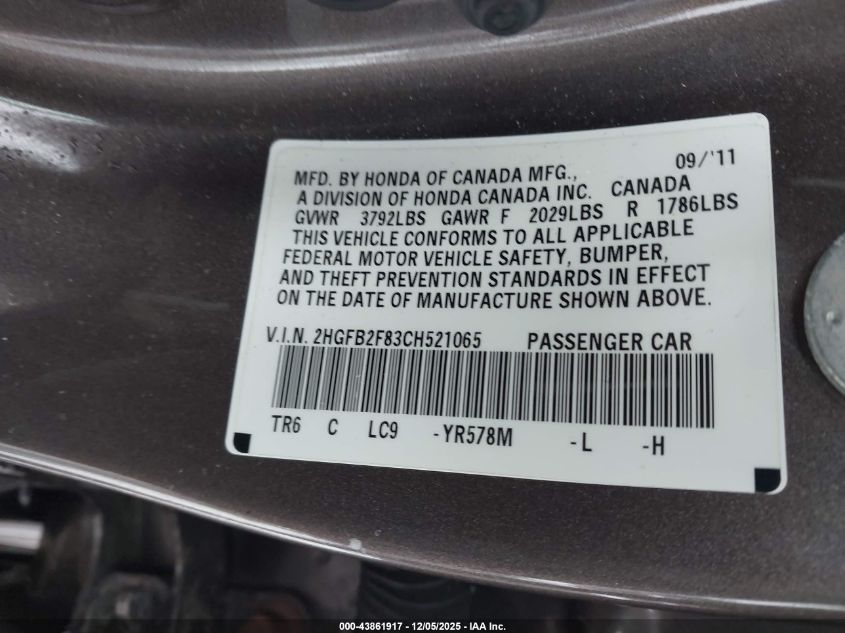 09/'11
MFD. BY HONDA OF CANADA MFG.,
A DIVISION OF HONDA CANADA INC. CANADA
GVWR 3792LBS GAWR F 2029LBS R 1786LBS
THIS VEHICLE CONFORMS TO ALL APPLICABLE
FEDERAL MOTOR VEHICLE SAFETY, BUMPER,
AND THEFT PREVENTION STANDARDS IN EFFECT
ON THE DATE OF MANUFACTURE SHOWN ABOVE.
V.I.N. 2HGFB2F83CH521065 PASSENGER CAR
TR6 C LC9 -YR578M -L -H
000-43861917 - 12/05/2025 - IAA Inc.